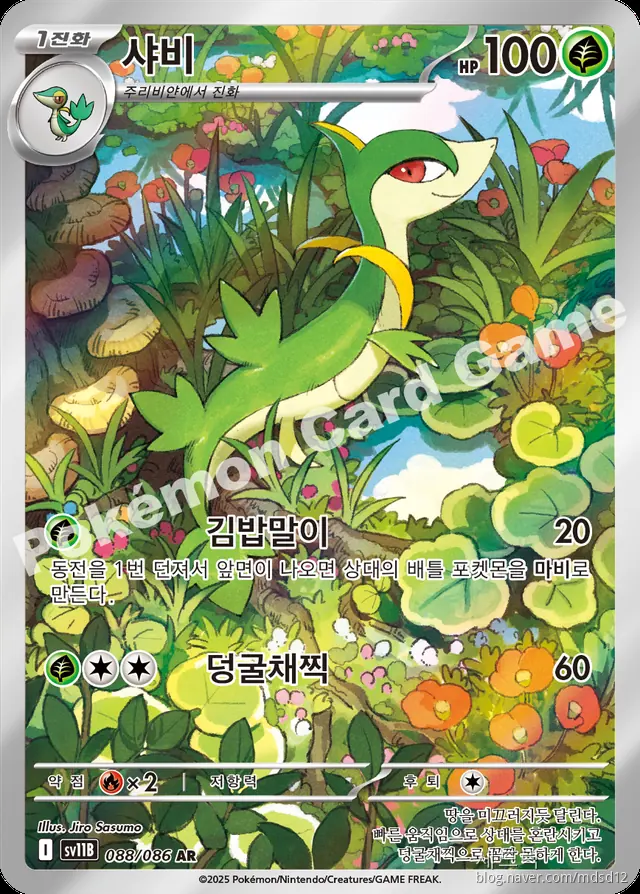 1진화
샤비
HP 100
주리비얀에서 진화
Pokémon Card Game
김밥말이 20
동전을 1번 던져서 앞면이 나오면 상대의 배틀 포켓몬을 마비로
만든다.
덩굴채찍 60
약점 ×2 저항력 후퇴
Illus. Jiro Sasumo
땅을 미끄러지듯 달린다.
빠른 움직임으로 상대를 혼란시키고
덩굴채찍으로 꼼짝 못하게 한다.
I sv11B 088/086 AR
©2025 Pokémon/Nintendo/Creatures/GAME FREAK.
blog.naver.com/mdsd12